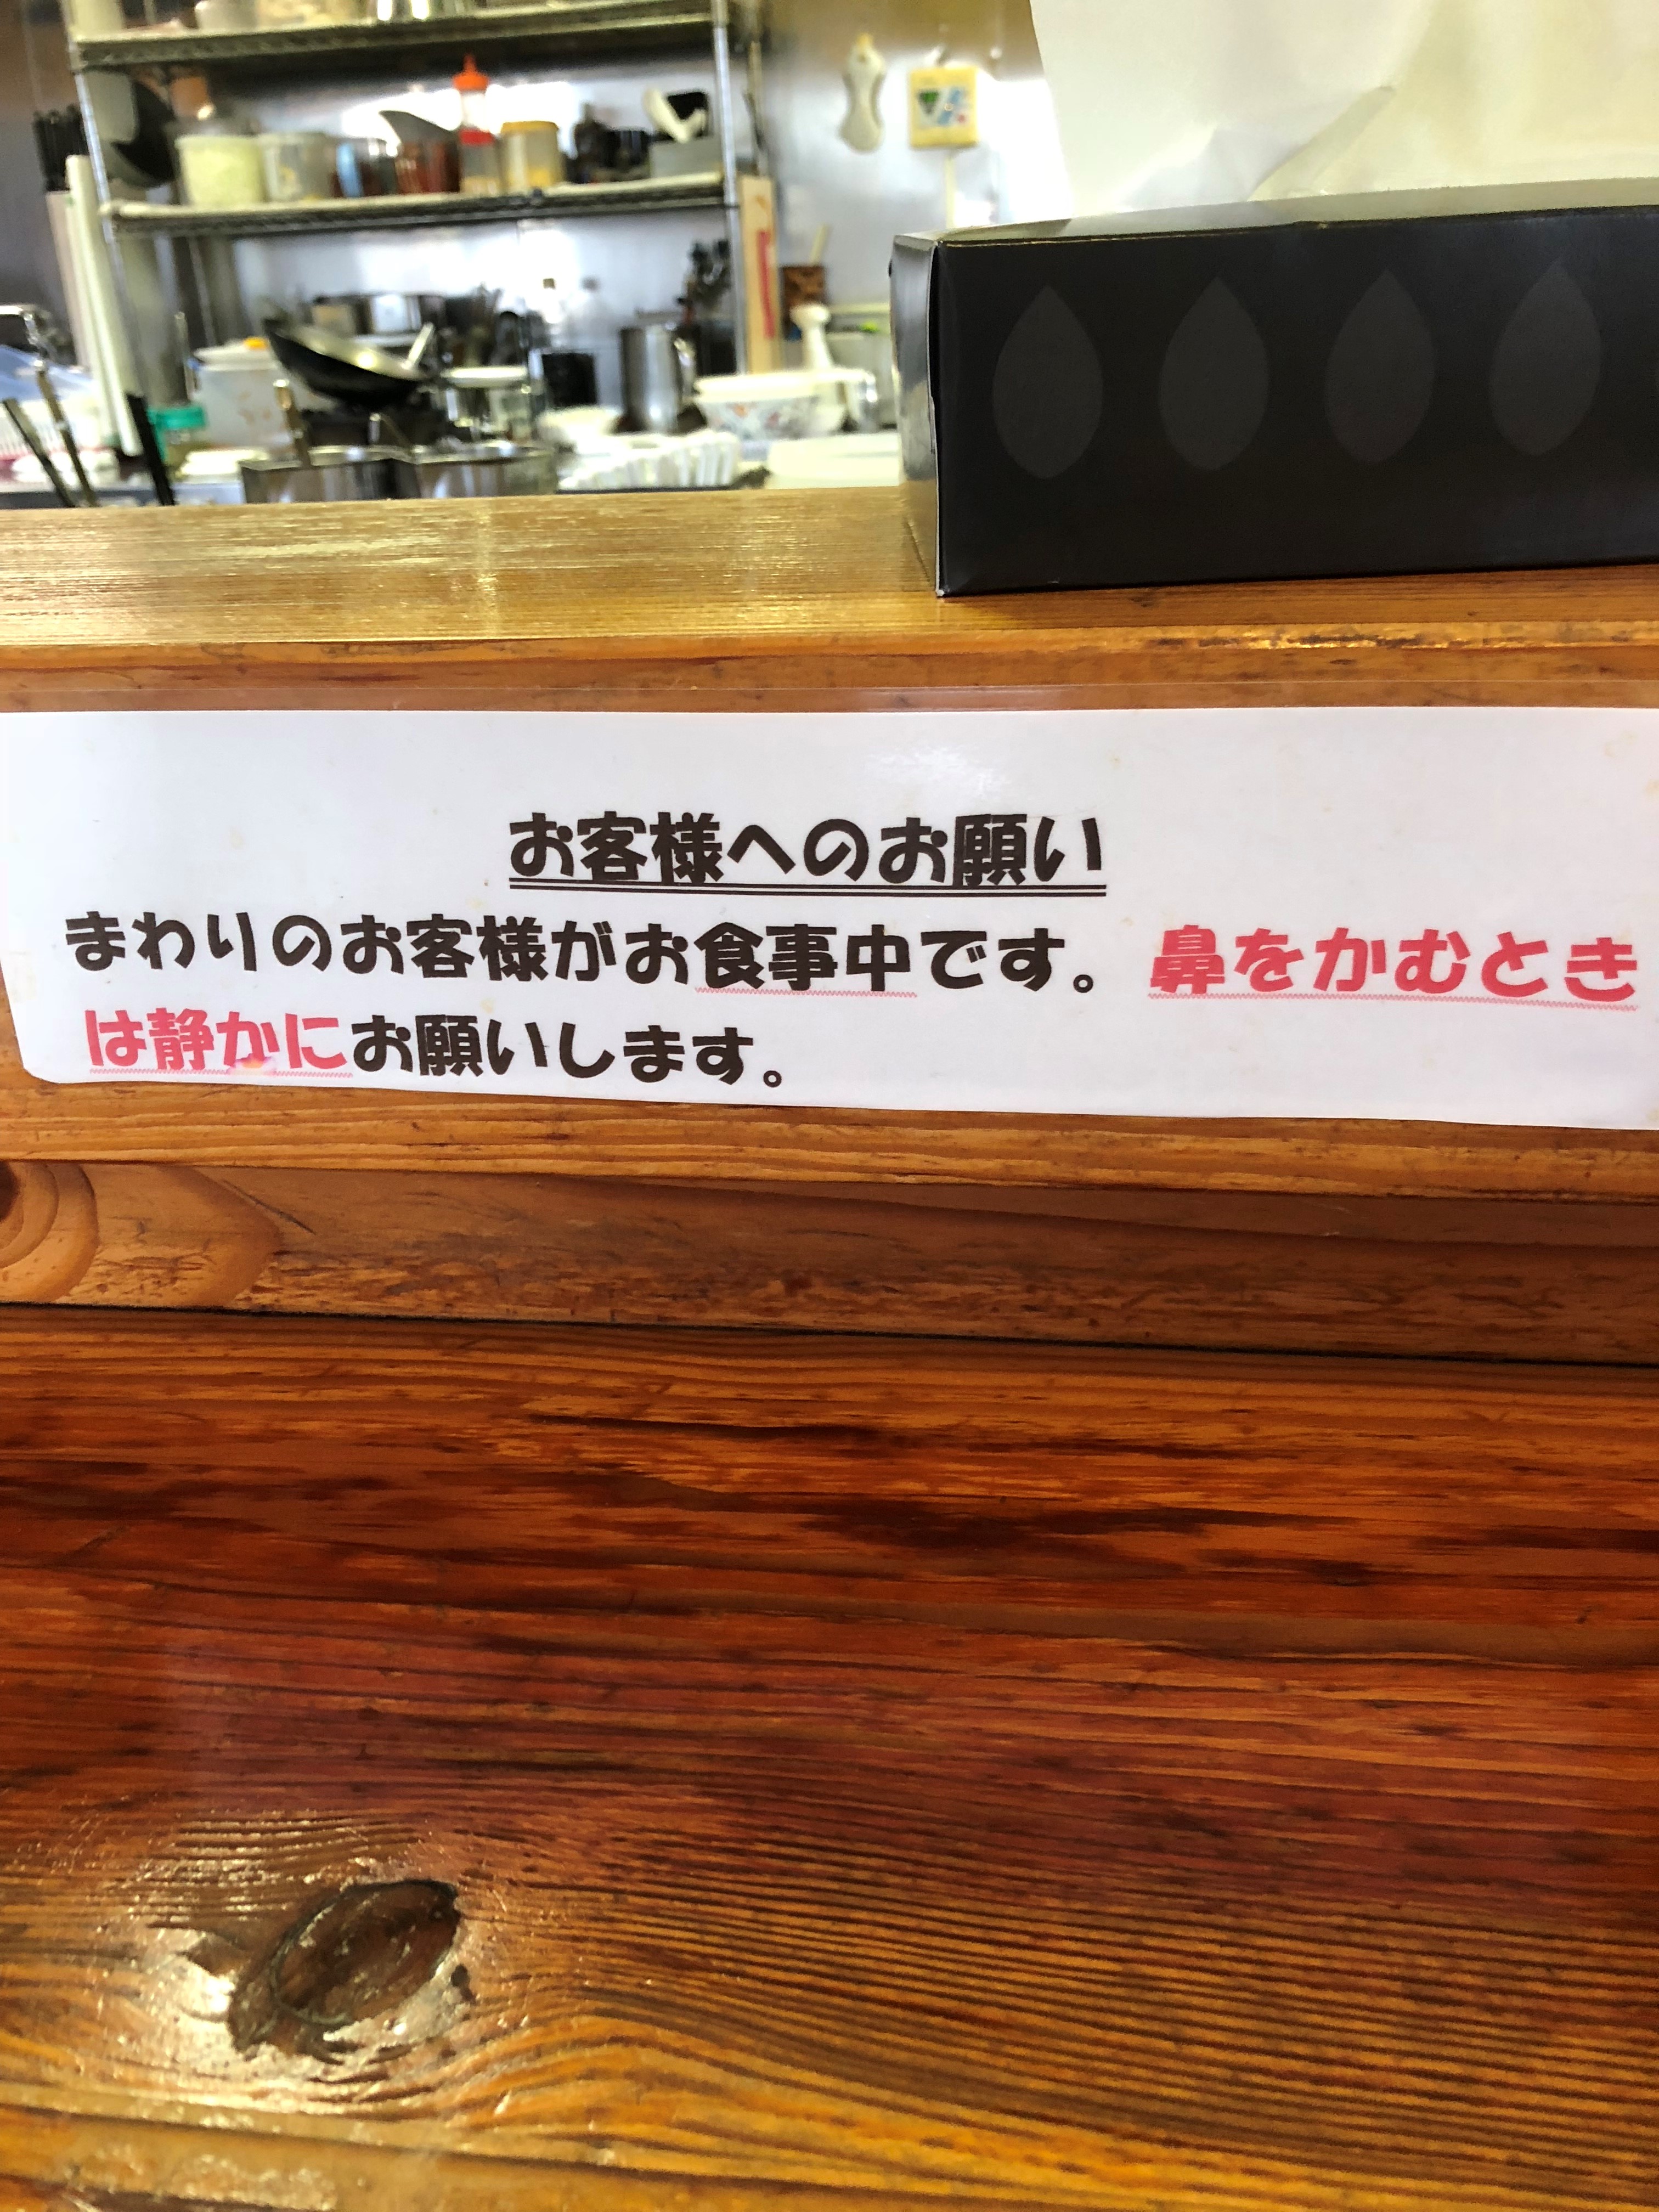 お客様へのお願い
まわりのお客様がお食事中です。鼻をかむとき
は静かにお願いします。